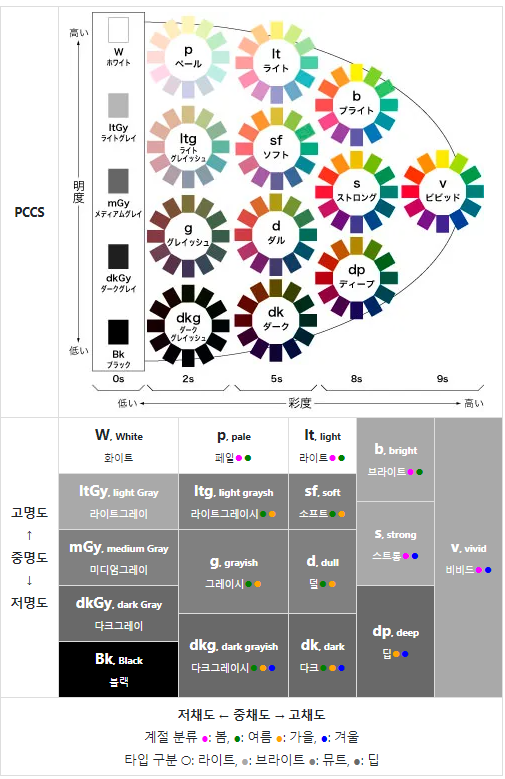 PCCS
高い
明度
低い
W
ホワイト
ltGy
ライトグレイ
mGy
メディアムグレイ
dkGy
ダークグレイ
Bk
ブラック
p
ペール
ltg
ライト
グレイッシュ
g
グレイッシュ
dkg
ダーク
グレイッシュ
lt
ライト
sf
ソフト
d
ダル
dk
ダーク
b
ブライト
s
ストロング
dp
ディープ
v
ビビッド
0s 2s 5s 8s 9s
低い 彩度 高い
고명도
↑
중명도
↓
저명도
W, White
화이트
ltGy, light Gray
라이트그레이
mGy, medium Gray
미디엄그레이
dkGy, dark Gray
다크그레이
Bk, Black
블랙
p, pale
페일●●
ltg, light graysh
라이트그레이시●●
g, grayish
그레이시●●
dkg, dark grayish
다크그레이시●●●
lt, light
라이트●●
sf, soft
소프트●●
d, dull
덜●●
dk, dark
다크●●●
b, bright
브라이트●●
s, strong
스트롱●●
dp, deep
딥●●
v, vivid
비비드●●
저채도 ← 중채도 → 고채도
계절 분류 ●: 봄, ●: 여름 ●: 가을, ●: 겨울
타입 구분 ○: 라이트, ●: 브라이트 ●: 뮤트, ●: 딥